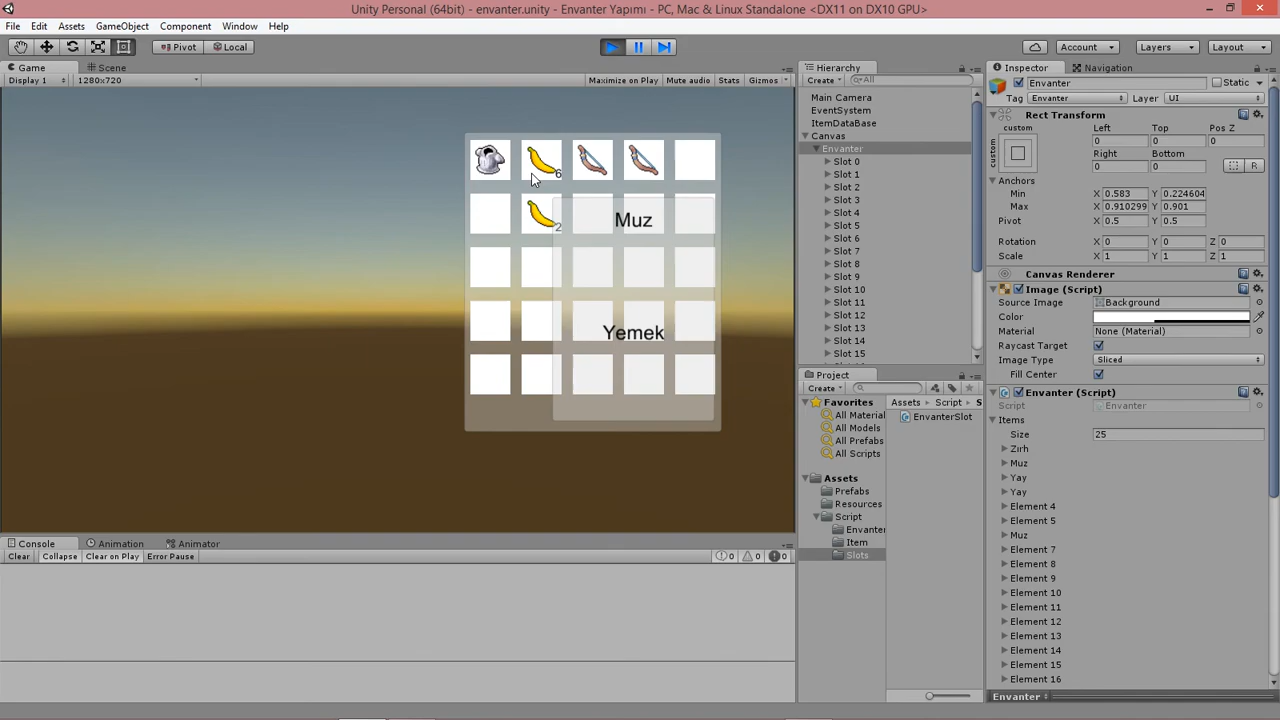 Unity Personal (64bit) - envanter.unity - Envanter Yapımı - PC, Mac & Linux Standalone <DX11 on DX10 GPU>
File Edit Assets GameObject Component Window Help
Pivot Local Account Layers Layout
Game Scene
Display 1 1280x720 Maximize on Play Mute audio Stats Gizmos
6
2
Muz
Yemek
Hierarchy
Create All
Main Camera
EventSystem
ItemDataBase
Canvas
Envanter
Slot 0
Slot 1
Slot 2
Slot 3
Slot 4
Slot 5
Slot 6
Slot 7
Slot 8
Slot 9
Slot 10
Slot 11
Slot 12
Slot 13
Slot 14
Slot 15
Project
Create
Favorites
All Material
All Models
All Prefabs
All Scripts
Assets
Prefabs
Resources
Script
Envanter
Item
Slots
Assets Script S
EnvanterSlot
Inspector Navigation
Envanter Static
Tag Envanter Layer UI
Rect Transform
custom Left Top Pos Z
custom 0 0 0
Right Bottom
0 0 R
Anchors
Min X 0.583 Y 0.224604
Max X 0.910299 Y 0.901
Pivot X 0.5 Y 0.5
Rotation X 0 Y 0 Z 0
Scale X 1 Y 1 Z 1
Canvas Renderer
Image (Script)
Source Image Background
Color
Material None (Material)
Raycast Target
Image Type Sliced
Fill Center
Envanter (Script)
Script Envanter
Items
Size 25
Zırh
Muz
Yay
Yay
Element 4
Element 5
Muz
Element 7
Element 8
Element 9
Element 10
Element 11
Element 12
Element 13
Element 14
Element 15
Element 16
Envanter
Console Animation Animator
Clear Collapse Clear on Play Error Pause 0 0 0